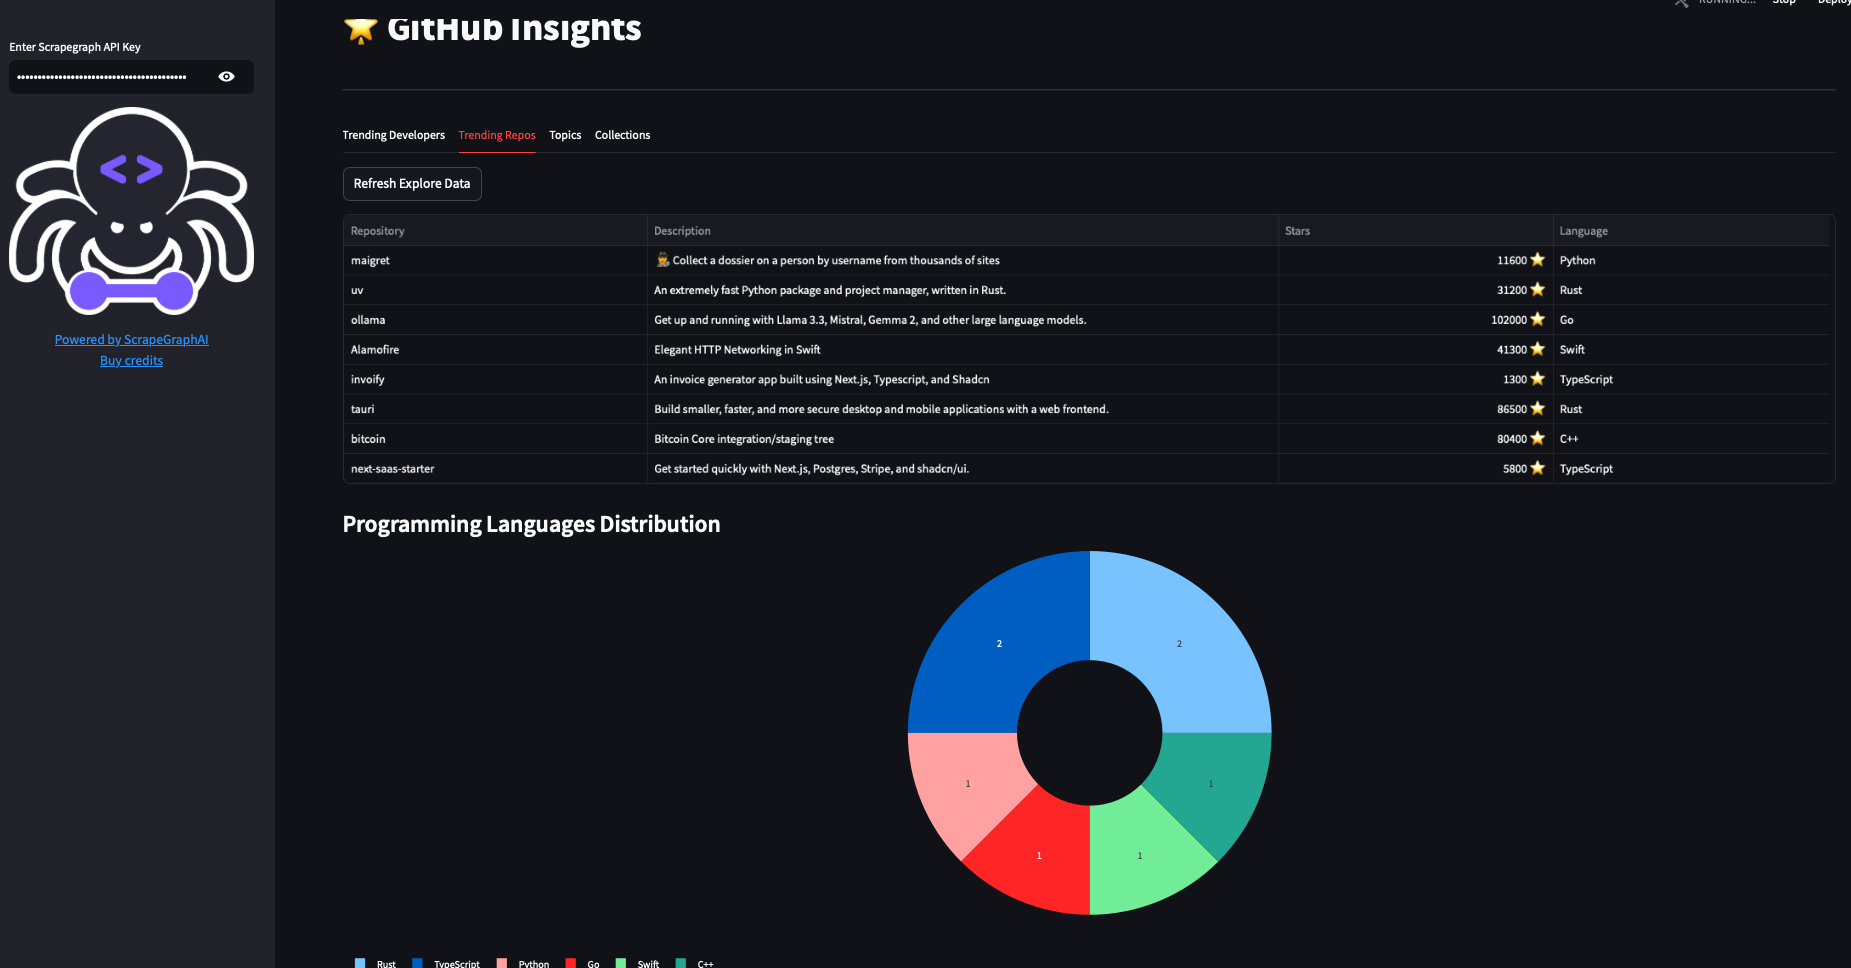 RUNNING...
Stop
Deploy
Enter Scrapegraph API Key
••••••••••••••••••••••••••••••••••••••••
< >
Powered by ScrapeGraphAI
Buy credits
GitHub Insights
Trending Developers Trending Repos Topics Collections
Refresh Explore Data
Repository Description Stars Language
maigret 🕵️ Collect a dossier on a person by username from thousands of sites 11600 ⭐ Python
uv An extremely fast Python package and project manager, written in Rust. 31200 ⭐ Rust
ollama Get up and running with Llama 3.3, Mistral, Gemma 2, and other large language models. 102000 ⭐ Go
Alamofire Elegant HTTP Networking in Swift 41300 ⭐ Swift
invoify An invoice generator app built using Next.js, Typescript, and Shadcn 1300 ⭐ TypeScript
tauri Build smaller, faster, and more secure desktop and mobile applications with a web frontend. 86500 ⭐ Rust
bitcoin Bitcoin Core integration/staging tree 80400 ⭐ C++
next-saas-starter Get started quickly with Next.js, Postgres, Stripe, and shadcn/ui. 5800 ⭐ TypeScript
Programming Languages Distribution
2 2
1 1
1 1
Rust TypeScript Python Go Swift C++